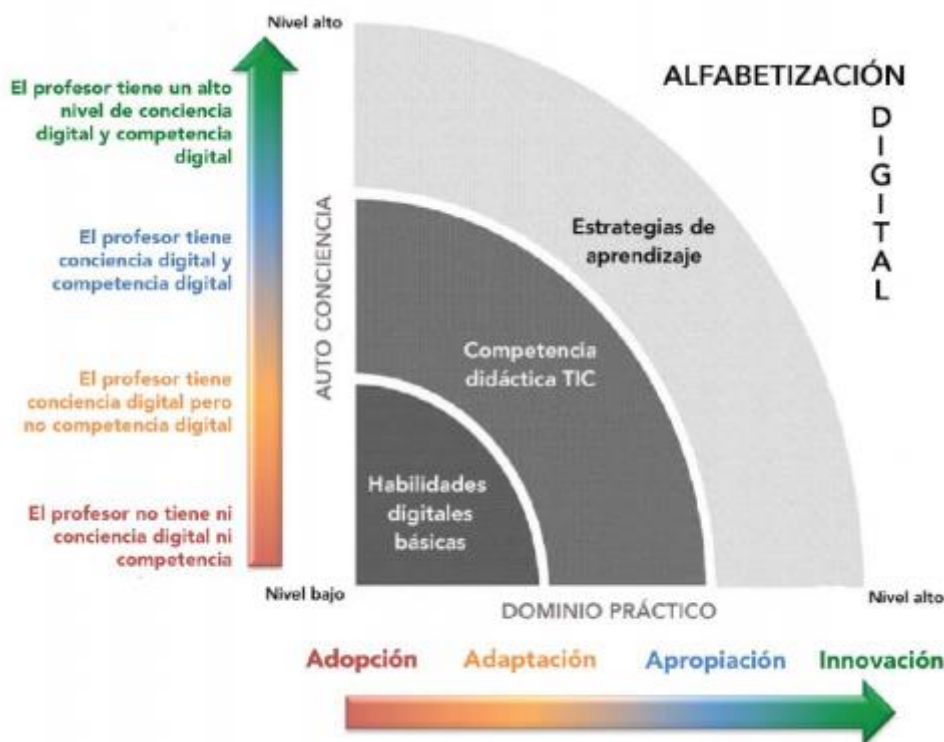 Nivel alto
El profesor tiene un alto
nivel de conciencia
digital y competencia
digital
El profesor tiene
conciencia digital y
competencia digital
El profesor tiene
conciencia digital pero
no competencia digital
El profesor no tiene ni
conciencia digital ni
competencia
AUTO CONCIENCIA
ALFABETIZACIÓN
DIGITAL
Estrategias de
aprendizaje
Competencia
didáctica TIC
Habilidades
digitales
básicas
Nivel bajo
DOMINIO PRÁCTICO
Nivel alto
Adopción
Adaptación
Apropiación
Innovación